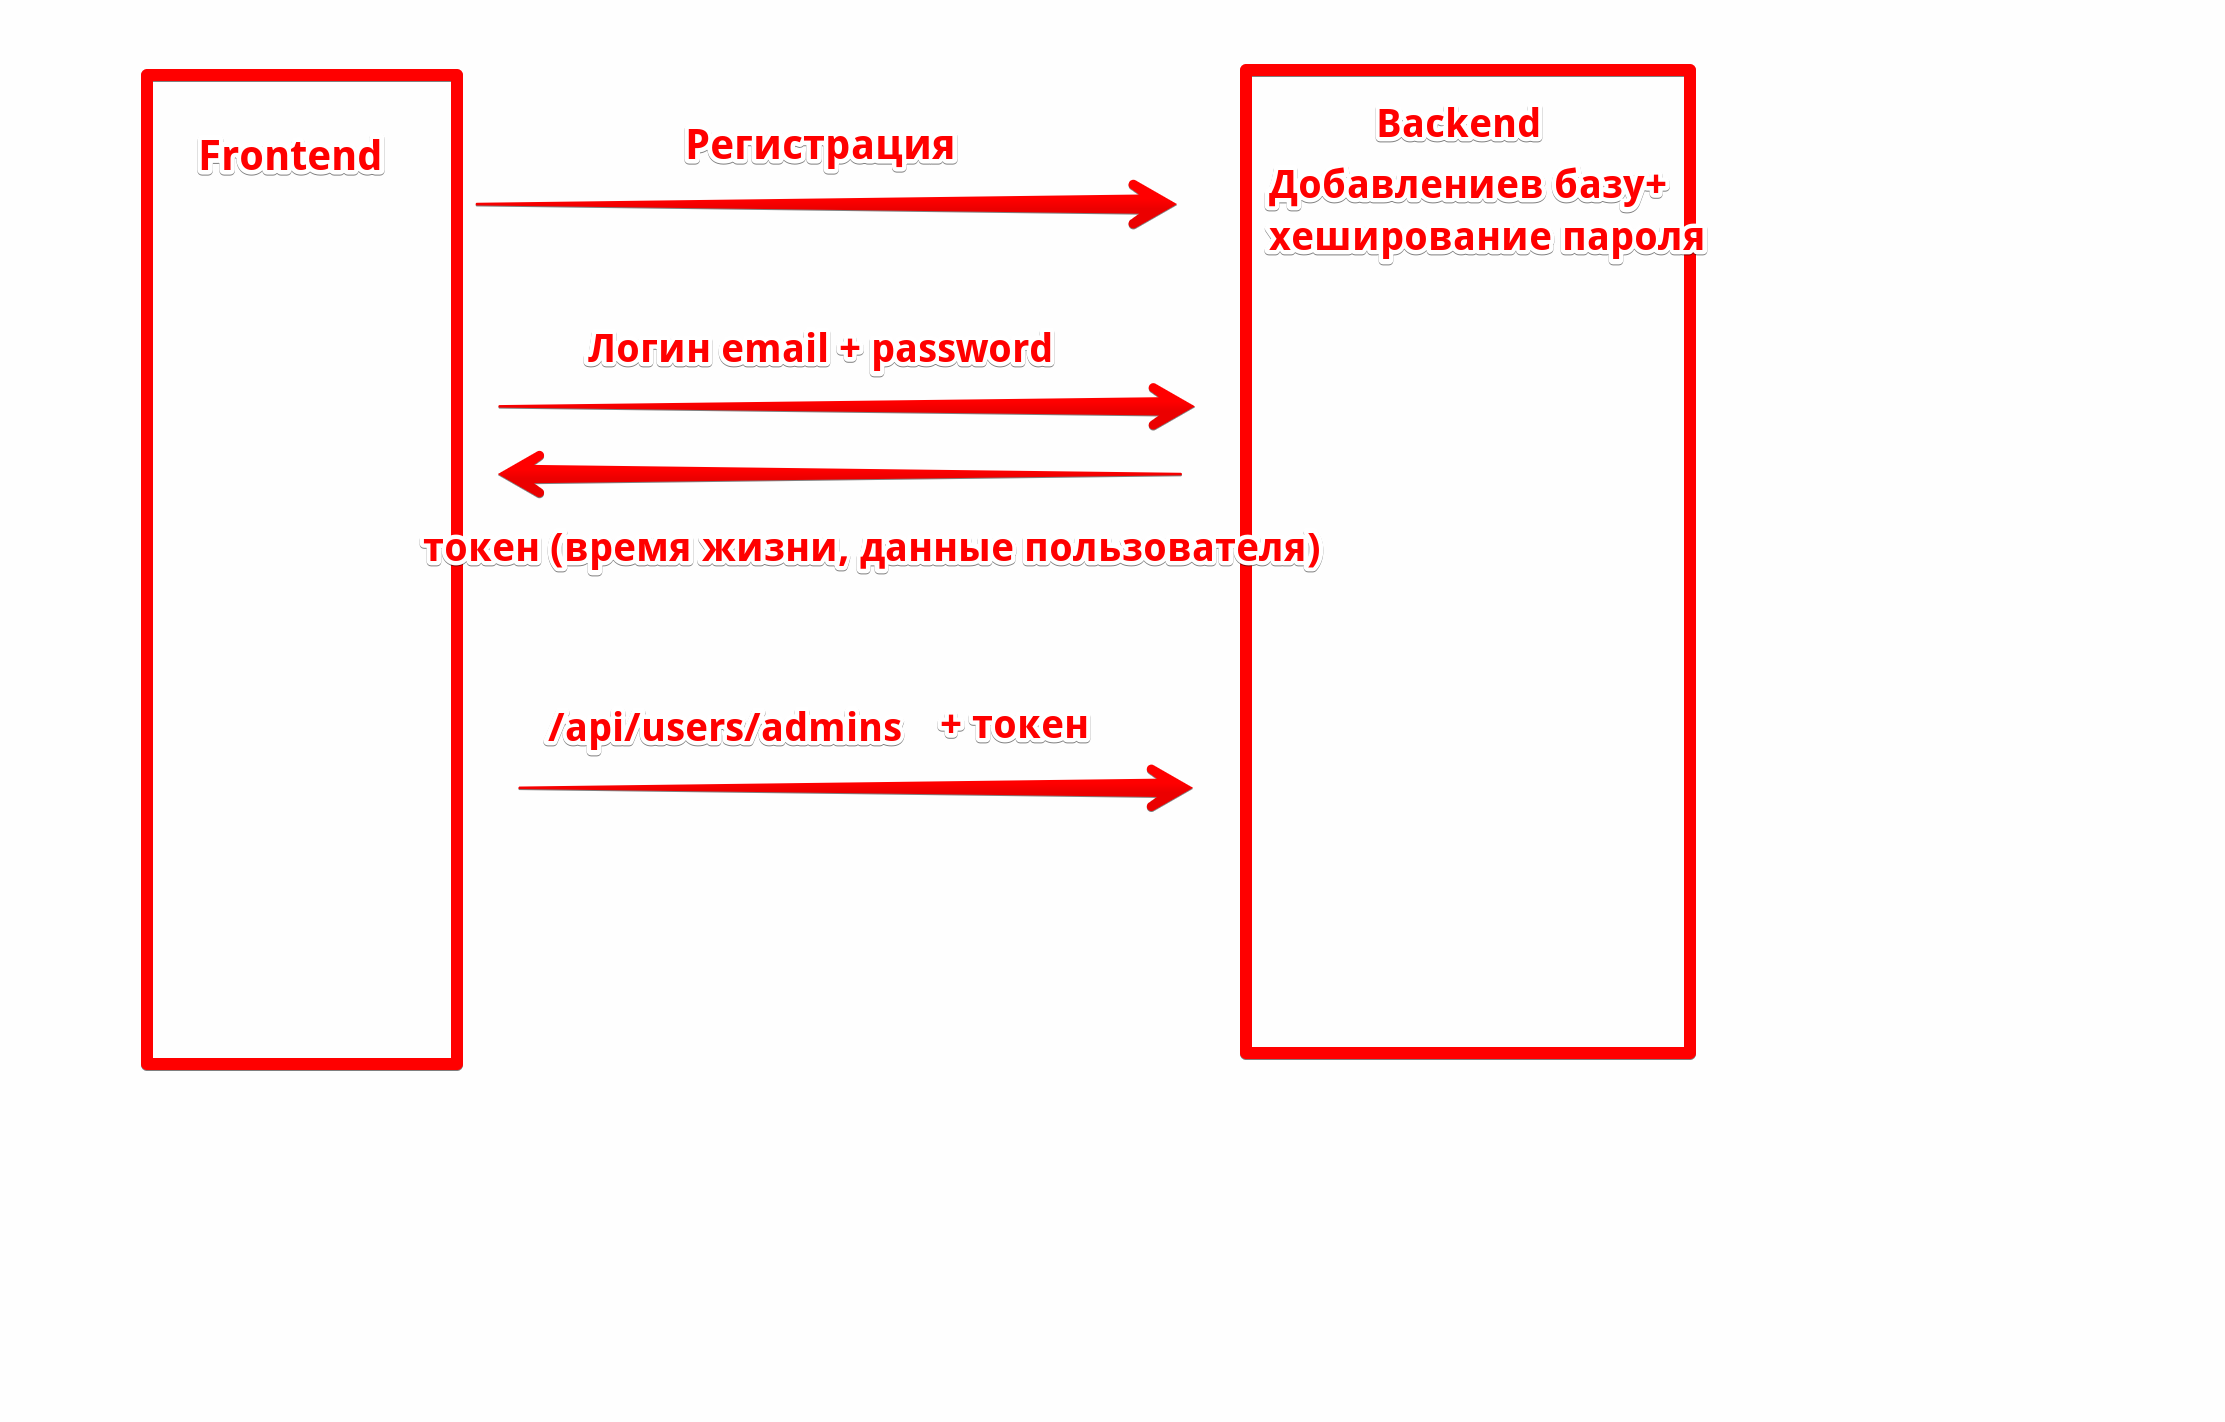 Frontend
Регистрация
Backend
Добавлениев базу+
хеширование пароля
Логин email + password
токен (время жизни, данные пользователя)
/api/users/admins + токен